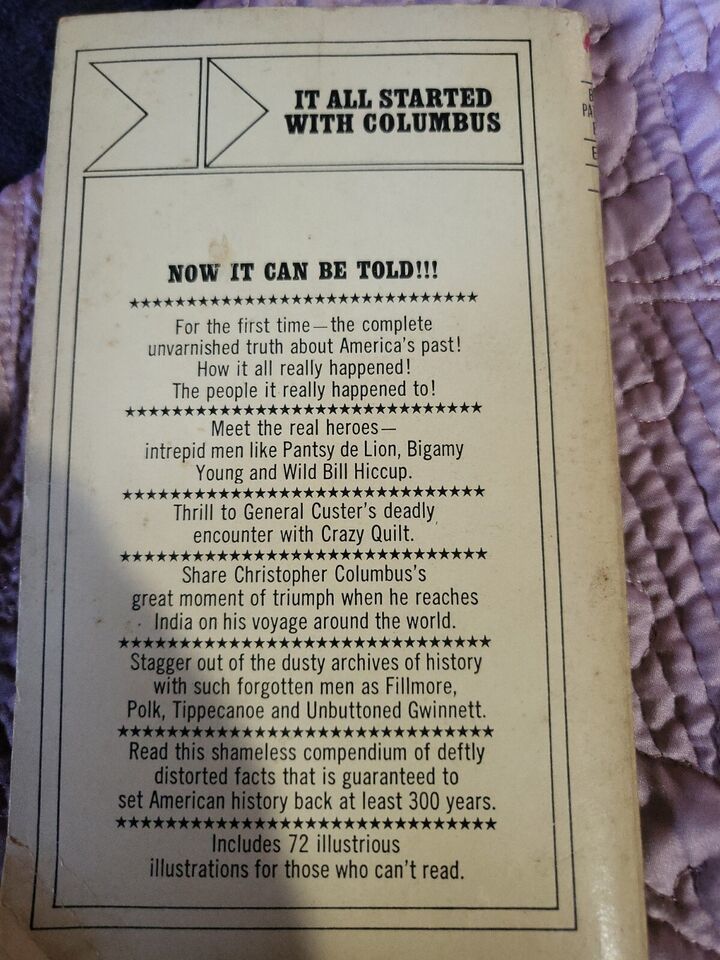 IT ALL STARTED
WITH COLUMBUS
NOW IT CAN BE TOLD!!!
For the first time—the complete
unvarnished truth about America's past!
How it all really happened!
The people it really happened to!
Meet the real heroes—
intrepid men like Pantsy de Lion, Bigamy
Young and Wild Bill Hiccup.
Thrill to General Custer's deadly
encounter with Crazy Quilt.
Share Christopher Columbus's
great moment of triumph when he reaches
India on his voyage around the world.
Stagger out of the dusty archives of history
with such forgotten men as Fillmore,
Polk, Tippecanoe and Unbuttoned Gwinnett.
Read this shameless compendium of deftly
distorted facts that is guaranteed to
set American history back at least 300 years.
Includes 72 illustrious
illustrations for those who can't read.